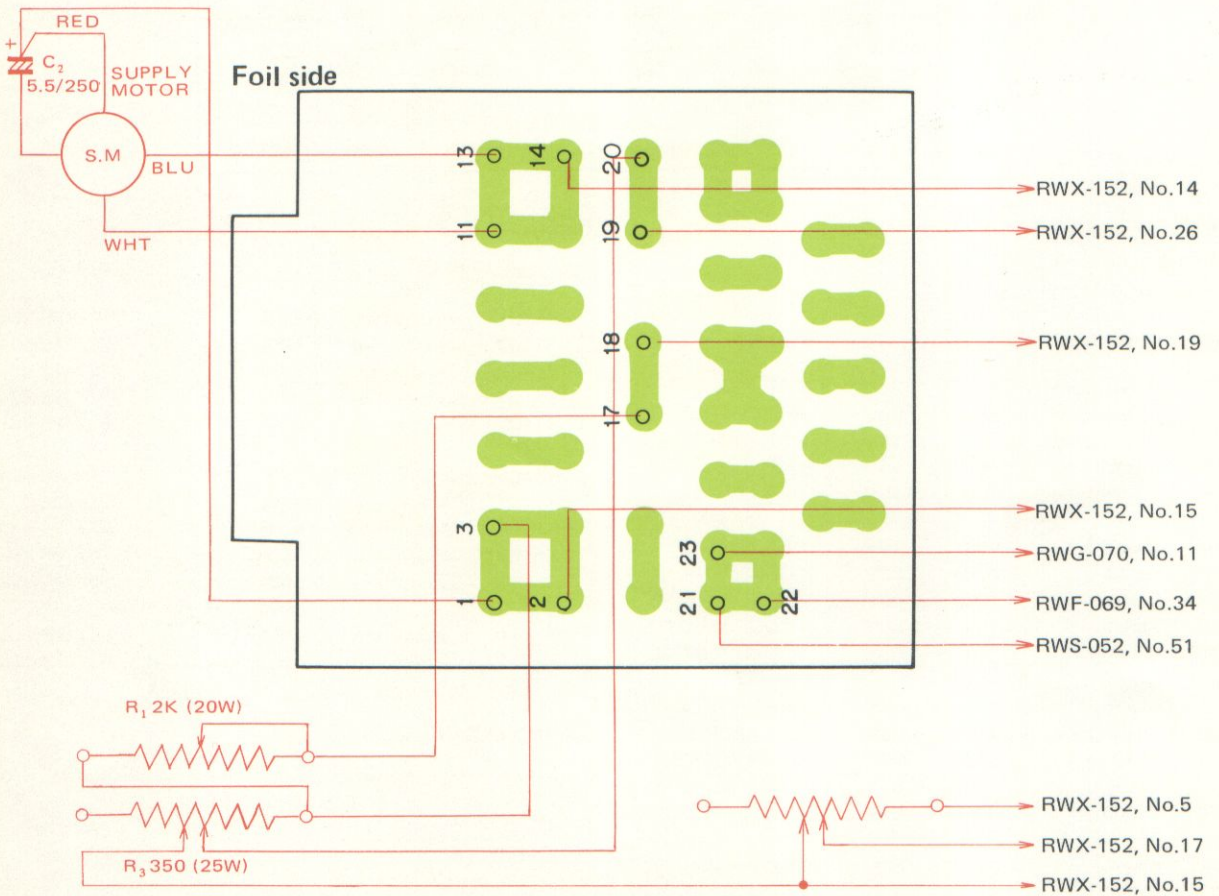 RED
+
C2
5.5/250
SUPPLY
MOTOR
Foil side
S.M
BLU
WHT
13
14
20
11
19
18
17
3
1
2
23
21
22
RWX-152, No.14
RWX-152, No.26
RWX-152, No.19
RWX-152, No.15
RWG-070, No.11
RWF-069, No.34
RWS-052, No.51
R1 2K (20W)
R3 350 (25W)
RWX-152, No.5
RWX-152, No.17
RWX-152, No.15